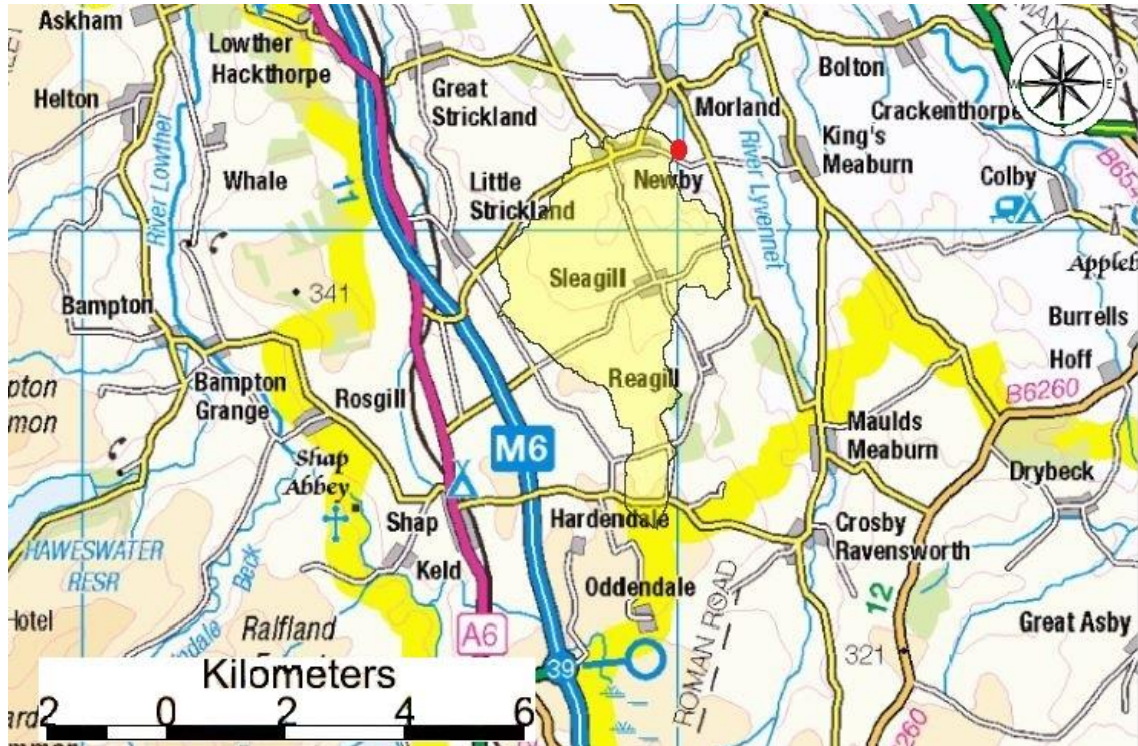 Askham
Lowther
Hackthorpe
Helton
Great
Strickland
Bolton
Morland
Crackenthorpe
N
W
E
S
King's
Meaburn
River Lowther
Whale
11
Little
Strickland
Newby
River Lyvennet
Colby
B65
Sleagill
341
Appleb
Bampton
Burrells
Hoff
Reagill
B6260
Bampton
Grange
Rosgill
pton
mon
M6
Maulds
Meaburn
Drybeck
Shap
Abbey
Shap
Hardendale
Crosby
Ravensworth
HAWESWATER
RESR
Beck
Keld
Oddendale
ROMAN ROAD
12
Great Asby
Hotel
Ralfland
A6
39
321
Kilometers
2 0 2 4 6
260